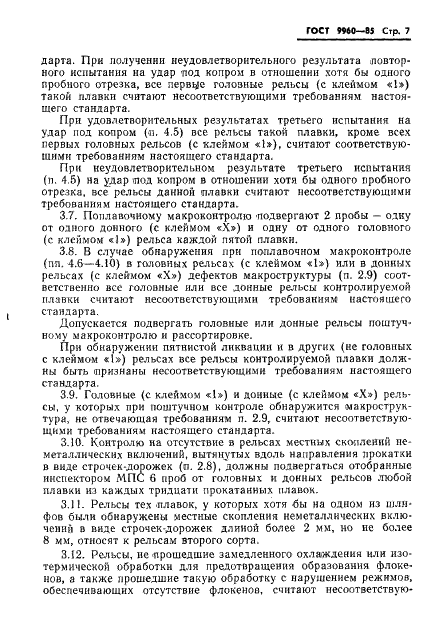 ГОСТ 9960—85 Стр. 7
дарта. При получении неудовлетворительного результата повтор-
ного испытания на удар под копром в отношении хотя бы одного
пробного отрезка, все первые головные рельсы (с клеймом «1»)
такой плавки считают несоответствующими требованиям настоя-
щего стандарта.
При удовлетворительных результатах третьего испытания на
удар под копром (п. 4.5) все рельсы такой плавки, кроме всех
первых головных рельсов (с клеймом «1»), считают соответствую-
щими требованиям настоящего стандарта.
При неудовлетворительном результате третьего испытания
(п. 4.5) на удар под копром в отношении хотя бы одного пробного
отрезка, все рельсы данной плавки считают несоответствующими
требованиям настоящего стандарта.
3.7. Поплавочному макроконтролю подвергают 2 пробы — одну
от одного донного (с клеймом «Х») и одну от одного головного
(с клеймом «1») рельса каждой пятой плавки.
3.8. В случае обнаружения при поплавочном макроконтроле
(пп. 4.6—4.10) в головных рельсах (с клеймом «1») или в донных
рельсах (с клеймом «Х») дефектов макроструктуры (п. 2.9) соот-
ветственно все головные или все донные рельсы контролируемой
плавки считают несоответствующими требованиям настоящего
стандарта.
Допускается подвергать головные или донные рельсы поштуч-
ному макроконтролю и рассортировке.
При обнаружении пятнистой ликвации и в других (не головных
с клеймом «1») рельсах все рельсы контролируемой плавки долж-
ны быть признаны несоответствующими требованиям настоящего
стандарта.
3.9. Головные (с клеймом «1») и донные (с клеймом «Х») рель-
сы, у которых при поштучном контроле обнаружится макрострук-
тура, не отвечающая требованиям п. 2.9, считают несоответствую-
щими требованиям настоящего стандарта.
3.10. Контролю на отсутствие в рельсах местных скоплений не-
металлических включений, вытянутых вдоль направления прокатки
в виде строчек-дорожек (п. 2.8), должны подвергаться отобранные
инспектором МПС 6 проб от головных и донных рельсов любой
плавки из каждых тридцати прокатанных плавок.
3.11. Рельсы тех плавок, у которых хотя бы на одном из шли-
фов были обнаружены местные скопления неметаллических вклю-
чений в виде строчек-дорожек длиной более 2 мм, но не более
8 мм, относят к рельсам второго сорта.
3.12. Рельсы, не прошедшие замедленного охлаждения или изо-
термической обработки для предотвращения образования флоке-
нов, а также прошедшие такую обработку с нарушением режимов,
обеспечивающих отсутствие флокенов, считают несоответствую-